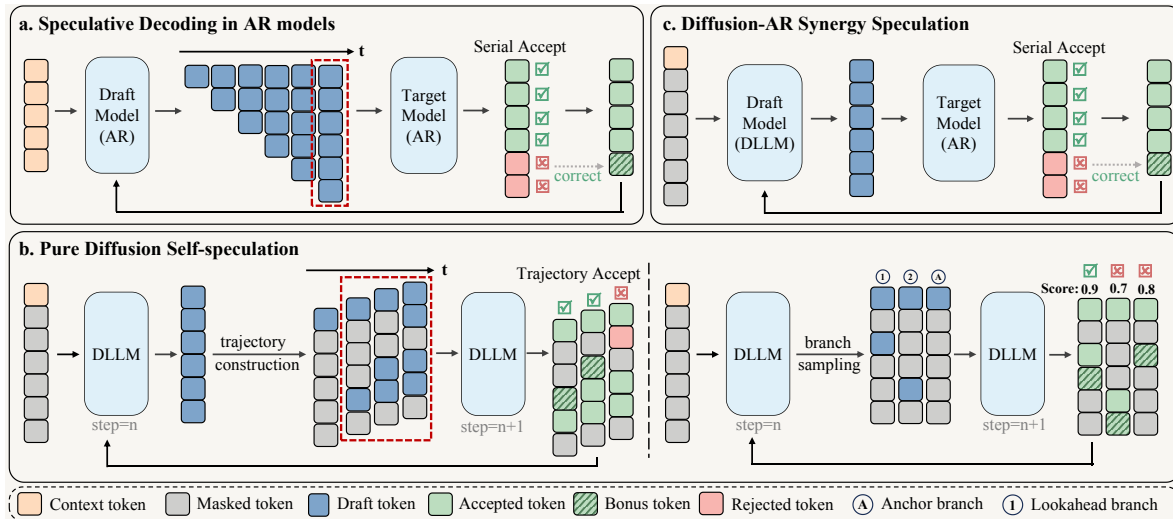 a. Speculative Decoding in AR models
t
Draft
Model
(AR)
Target
Model
(AR)
Serial Accept
correct
c. Diffusion-AR Synergy Speculation
Draft
Model
(DLLM)
Target
Model
(AR)
Serial Accept
correct
b. Pure Diffusion Self-speculation
DLLM
step=n
trajectory
construction
t
DLLM
step=n+1
Trajectory Accept
DLLM
step=n
branch
sampling
1 2 A
DLLM
step=n+1
Score: 0.9 0.7 0.8
Context token Masked token Draft token Accepted token Bonus token Rejected token A Anchor branch 1 Lookahead branch